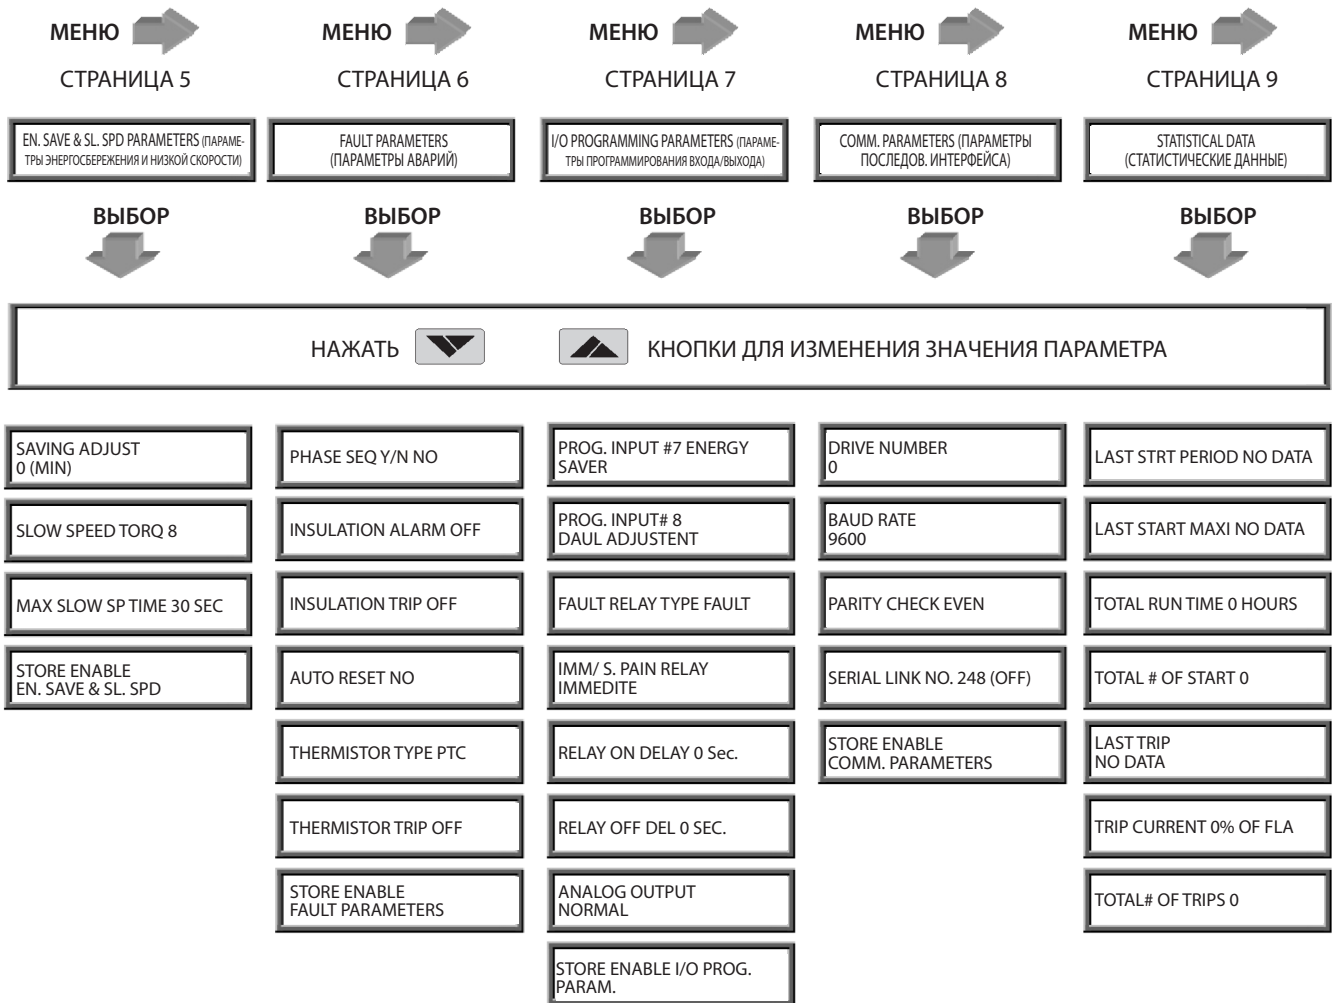 МЕНЮ
СТРАНИЦА 5
EN. SAVE & SL. SPD PARAMETERS (ПАРАМЕ-
ТРЫ ЭНЕРГОСБЕРЕЖЕНИЯ И НИЗКОЙ СКОРОСТИ)
ВЫБОР
МЕНЮ
СТРАНИЦА 6
FAULT PARAMETERS
(ПАРАМЕТРЫ АВАРИЙ)
ВЫБОР
МЕНЮ
СТРАНИЦА 7
I/O PROGRAMMING PARAMETERS (ПАРАМЕ-
ТРЫ ПРОГРАММИРОВАНИЯ ВХОДА/ВЫХОДА)
ВЫБОР
МЕНЮ
СТРАНИЦА 8
COMM. PARAMETERS (ПАРАМЕТРЫ
ПОСЛЕДОВ. ИНТЕРФЕЙСА)
ВЫБОР
МЕНЮ
СТРАНИЦА 9
STATISTICAL DATA
(СТАТИСТИЧЕСКИЕ ДАННЫЕ)
ВЫБОР
НАЖАТЬ КНОПКИ ДЛЯ ИЗМЕНЕНИЯ ЗНАЧЕНИЯ ПАРАМЕТРА
SAVING ADJUST
0 (MIN)
SLOW SPEED TORQ 8
MAX SLOW SP TIME 30 SEC
STORE ENABLE
EN. SAVE & SL. SPD
PHASE SEQ Y/N NO
INSULATION ALARM OFF
INSULATION TRIP OFF
AUTO RESET NO
THERMISTOR TYPE PTC
THERMISTOR TRIP OFF
STORE ENABLE
FAULT PARAMETERS
PROG. INPUT #7 ENERGY
SAVER
PROG. INPUT# 8
DAUL ADJUSTENT
FAULT RELAY TYPE FAULT
IMM/ S. PAIN RELAY
IMMEDITE
RELAY ON DELAY 0 Sec.
RELAY OFF DEL 0 SEC.
ANALOG OUTPUT
NORMAL
STORE ENABLE I/O PROG.
PARAM.
DRIVE NUMBER
0
BAUD RATE
9600
PARITY CHECK EVEN
SERIAL LINK NO. 248 (OFF)
STORE ENABLE
COMM. PARAMETERS
LAST STRT PERIOD NO DATA
LAST START MAXI NO DATA
TOTAL RUN TIME 0 HOURS
TOTAL # OF START 0
LAST TRIP
NO DATA
TRIP CURRENT 0% OF FLA
TOTAL# OF TRIPS 0